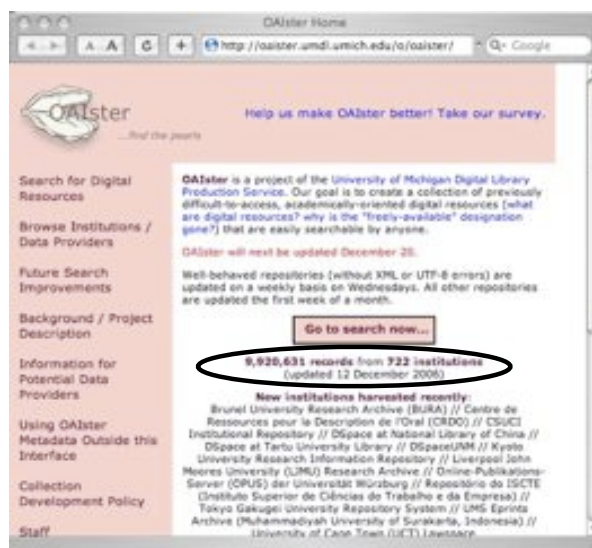 OAIster Home
A A
http://oaister.umdl.umich.edu/o/oaister/
Google
OAIster
...find the pearls
Help us make OAIster better! Take our survey.
Search for Digital
Resources
Browse Institutions /
Data Providers
Future Search
Improvements
Background / Project
Description
Information for
Potential Data
Providers
Using OAIster
Metadata Outside this
Interface
Collection
Development Policy
Staff
OAIster is a project of the University of Michigan Digital Library
Production Service. Our goal is to create a collection of previously
difficult-to-access, academically-oriented digital resources (what
are digital resources? why is the "freely-available" designation
gone?) that are easily searchable by anyone.
OAIster will next be updated December 20.
Well-behaved repositories (without XML or UTF-8 errors) are
updated on a weekly basis on Wednesdays. All other repositories
are updated the first week of a month.
Go to search now...
9,920,631 records from 722 institutions
(updated 12 December 2006)
New institutions harvested recently:
Brunel University Research Archive (BURA) // Centre de
Ressources pour la Description de l'Oral (CRDO) // CSUCI
Institutional Repository // DSpace at National Library of China //
DSpace at Tartu University Library // DSpaceUNM // Kyoto
University Research Information Repository // Liverpool John
Moores University (LJMU) Research Archive // Online-Publikations-
Server (OPUS) der Universität Würzburg // Repositório do ISCTE
(Instituto Superior de Ciências do Trabalho e da Empresa) //
Tokyo Gakugei University Repository System // UMS Eprints
Archive (Muhammadiyah University of Surakarta, Indonesia) //
University of Cape Town (UCT) Lawspace